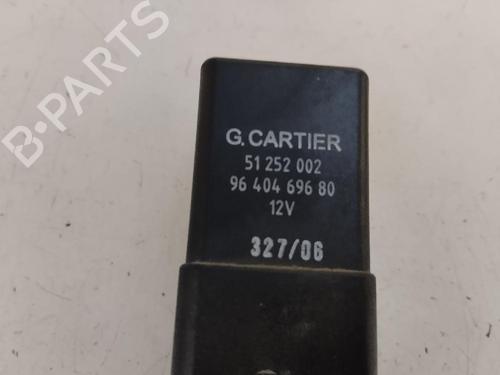 B-PARTS
G. CARTIER
51 252 002
96 404 696 80
12V
327/06